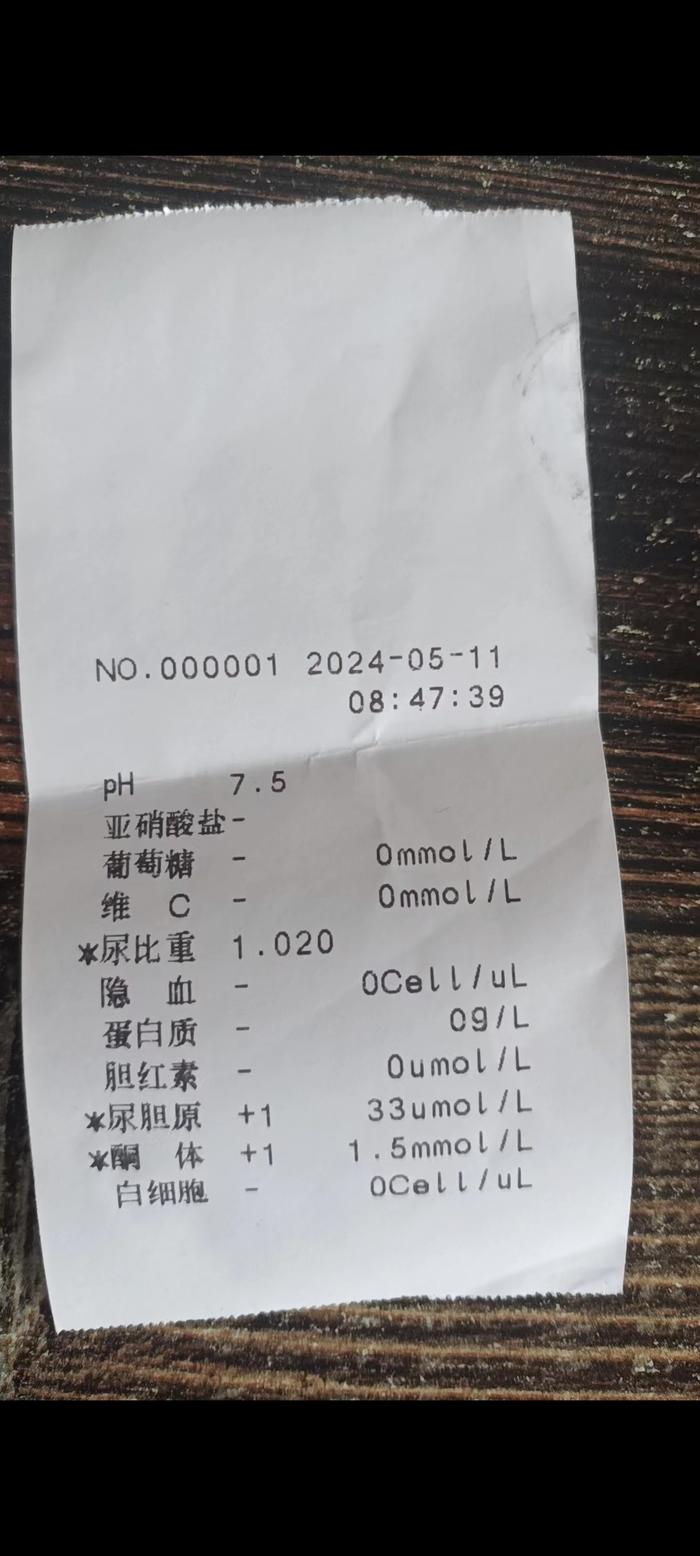 NO.000001 2024-05-11
08:47:39
pH 7.5
亚硝酸盐-
葡萄糖 - 0mmol/L
维 C - 0mmol/L
*尿比重 1.020
隐 血 - 0Cell/uL
蛋白质 - 0g/L
胆红素 - 0umol/L
*尿胆原 +1 33umol/L
*酮 体 +1 1.5mmol/L
白细胞 - 0Cell/uL